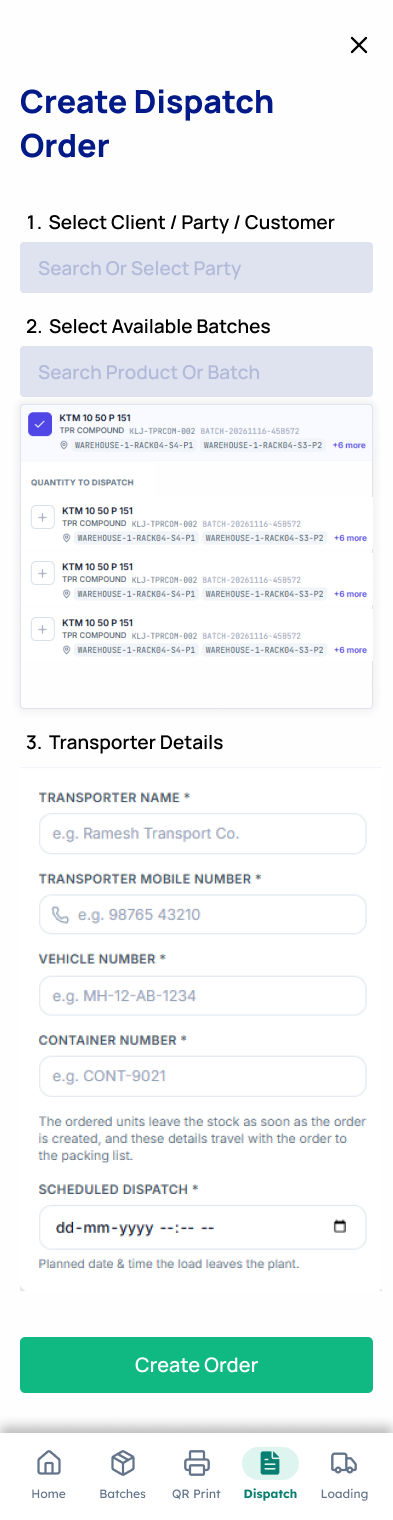 Create Dispatch
Order
1. Select Client / Party / Customer
Search Or Select Party
2. Select Available Batches
Search Product Or Batch
KTM 10 50 P 151
TPR COMPOUND KLJ-TPRCOM-002 BATCH-20261116-458572
WAREHOUSE-1-RACK04-S4-P1 WAREHOUSE-1-RACK04-S3-P2 +6 more
QUANTITY TO DISPATCH
KTM 10 50 P 151
TPR COMPOUND KLJ-TPRCOM-002 BATCH-20261116-458572
WAREHOUSE-1-RACK04-S4-P1 WAREHOUSE-1-RACK04-S3-P2 +6 more
KTM 10 50 P 151
TPR COMPOUND KLJ-TPRCOM-002 BATCH-20261116-458572
WAREHOUSE-1-RACK04-S4-P1 WAREHOUSE-1-RACK04-S3-P2 +6 more
KTM 10 50 P 151
TPR COMPOUND KLJ-TPRCOM-002 BATCH-20261116-458572
WAREHOUSE-1-RACK04-S4-P1 WAREHOUSE-1-RACK04-S3-P2 +6 more
3. Transporter Details
TRANSPORTER NAME *
e.g. Ramesh Transport Co.
TRANSPORTER MOBILE NUMBER *
e.g. 98765 43210
VEHICLE NUMBER *
e.g. MH-12-AB-1234
CONTAINER NUMBER *
e.g. CONT-9021
The ordered units leave the stock as soon as the order
is created, and these details travel with the order to
the packing list.
SCHEDULED DISPATCH *
dd-mm-yyyy --:-- --
Planned date & time the load leaves the plant.
Create Order
Home Batches QR Print Dispatch Loading